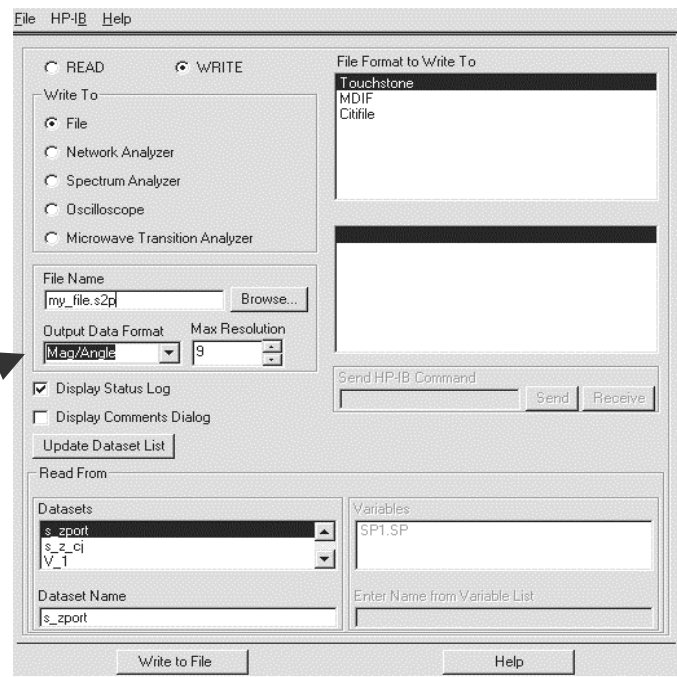 File HP-IB Help
READ WRITE
Write To
File
Network Analyzer
Spectrum Analyzer
Oscilloscope
Microwave Transition Analyzer
File Format to Write To
Touchstone
MDIF
Citifile
File Name
my_file.s2p
Browse...
Output Data Format Max Resolution
Mag/Angle 9
Display Status Log
Display Comments Dialog
Update Dataset List
Send HP-IB Command
Send Receive
Read From
Datasets
s_zport
s_z_cj
V_1
Dataset Name
s_zport
Variables
SP1.SP
Enter Name from Variable List
Write to File Help